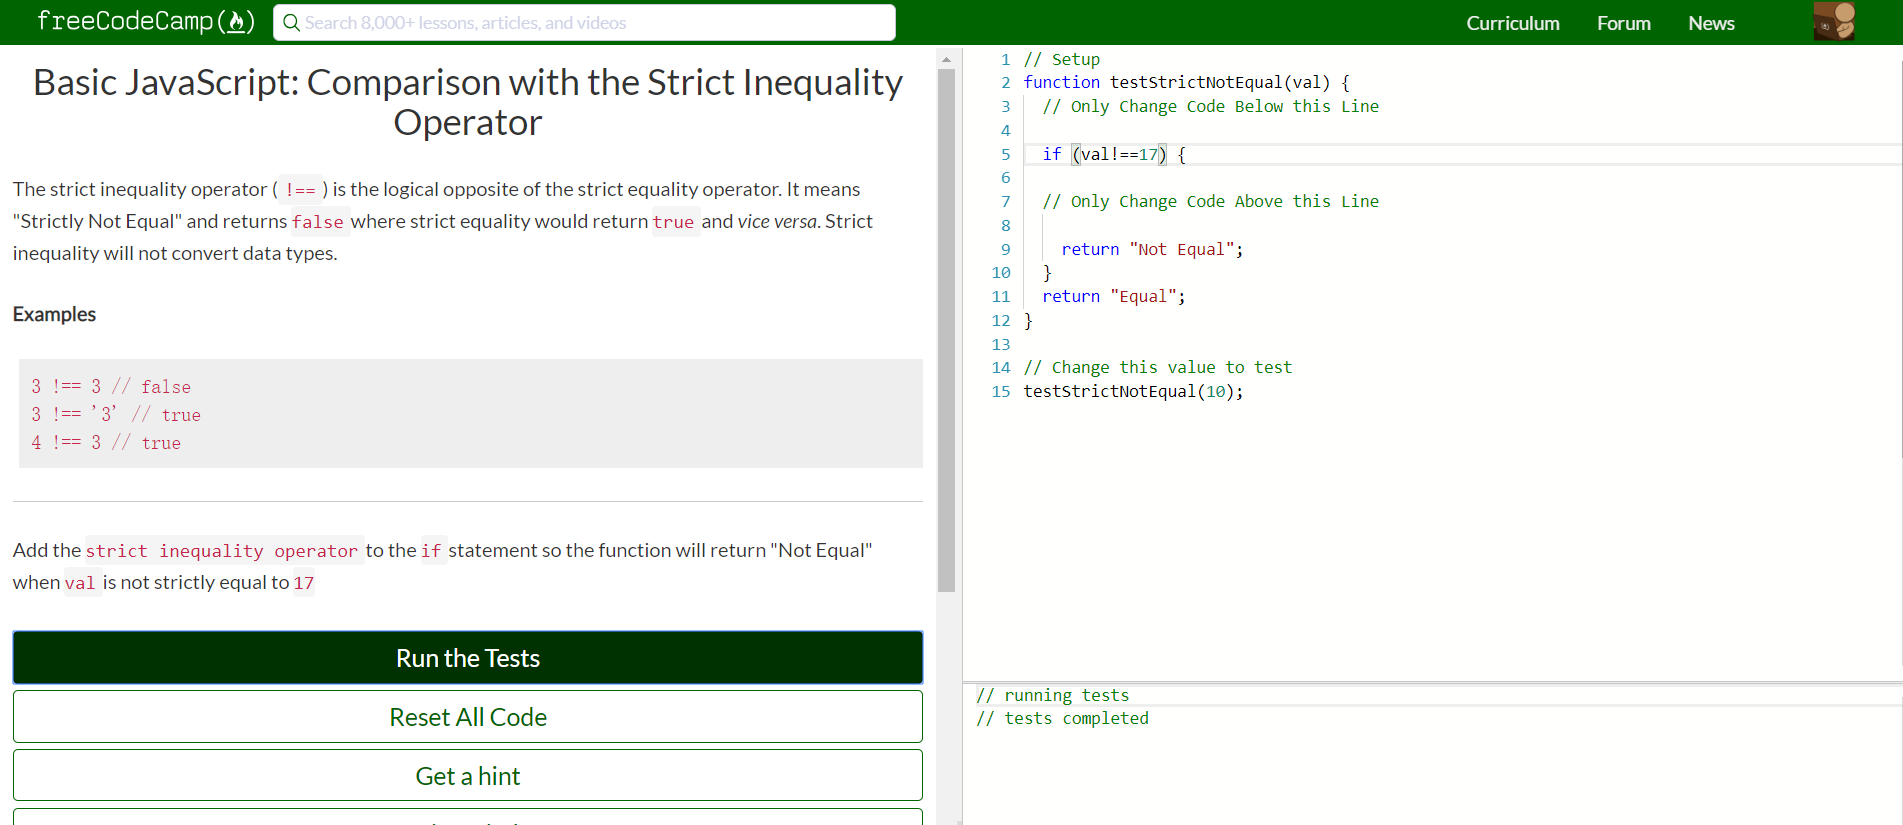 freeCodeCamp
Search 8,000+ lessons, articles, and videos
Curriculum Forum News
Basic JavaScript: Comparison with the Strict Inequality
Operator
The strict inequality operator ( !== ) is the logical opposite of the strict equality operator. It means
"Strictly Not Equal" and returns false where strict equality would return true and vice versa. Strict
inequality will not convert data types.
Examples
3 !== 3 // false
3 !== '3' // true
4 !== 3 // true
Add the strict inequality operator to the if statement so the function will return "Not Equal"
when val is not strictly equal to 17
Run the Tests
Reset All Code
Get a hint
1 // Setup
2 function testStrictNotEqual(val) {
3 // Only Change Code Below this Line
4
5 if (val!==17) {
6
7 // Only Change Code Above this Line
8
9 return "Not Equal";
10 }
11 return "Equal";
12 }
13
14 // Change this value to test
15 testStrictNotEqual(10);
// running tests
// tests completed